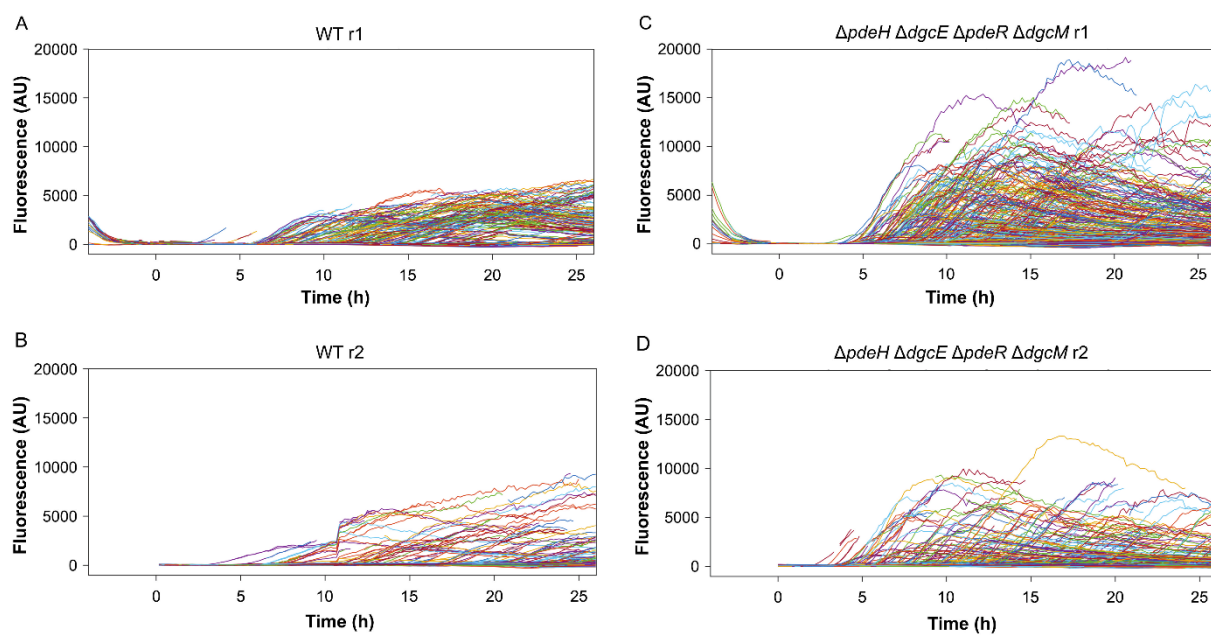 A
WT r1
20000
15000
10000
5000
0
Fluorescence (AU)
0 5 10 15 20 25
Time (h)
B
WT r2
20000
15000
10000
5000
0
Fluorescence (AU)
0 5 10 15 20 25
Time (h)
C
ΔpdeH ΔdgcE ΔpdeR ΔdgcM r1
20000
15000
10000
5000
0
Fluorescence (AU)
0 5 10 15 20 25
Time (h)
D
ΔpdeH ΔdgcE ΔpdeR ΔdgcM r2
20000
15000
10000
5000
0
Fluorescence (AU)
0 5 10 15 20 25
Time (h)